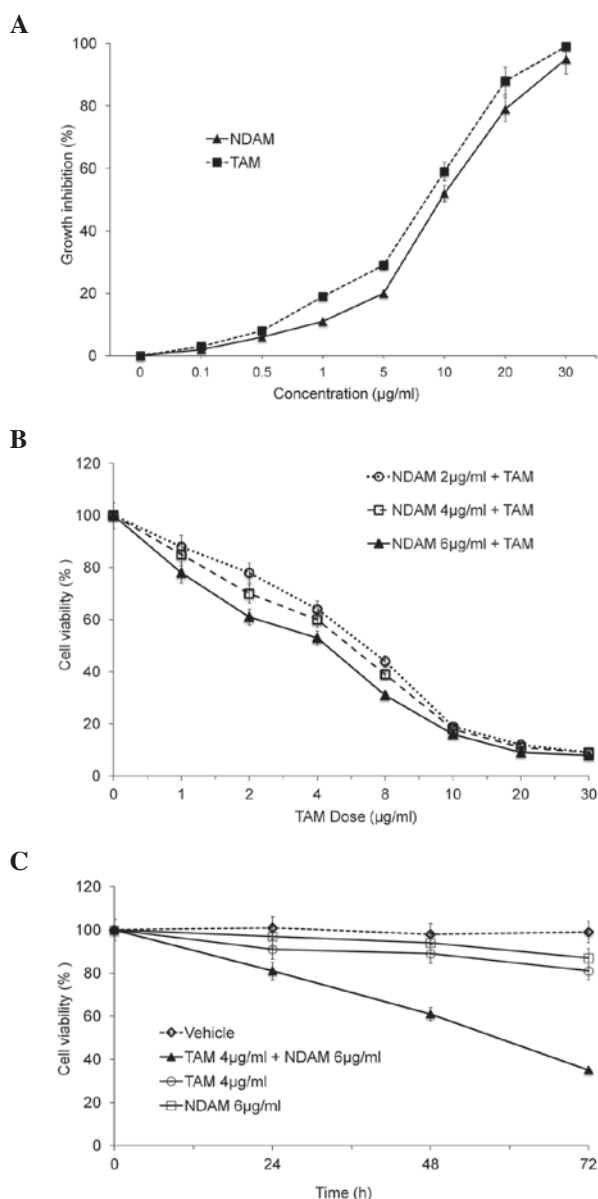 A
100
80
60
40
20
0
Growth inhibition (%)
NDAM
TAM
0 0.1 0.5 1 5 10 20 30
Concentration (µg/ml)
B
120
100
80
60
40
20
0
Cell viability (% )
NDAM 2µg/ml + TAM
NDAM 4µg/ml + TAM
NDAM 6µg/ml + TAM
0 1 2 4 8 10 20 30
TAM Dose (µg/ml)
C
120
100
80
60
40
20
0
Cell viability (% )
Vehicle
TAM 4µg/ml + NDAM 6µg/ml
TAM 4µg/ml
NDAM 6µg/ml
0 24 48 72
Time (h)